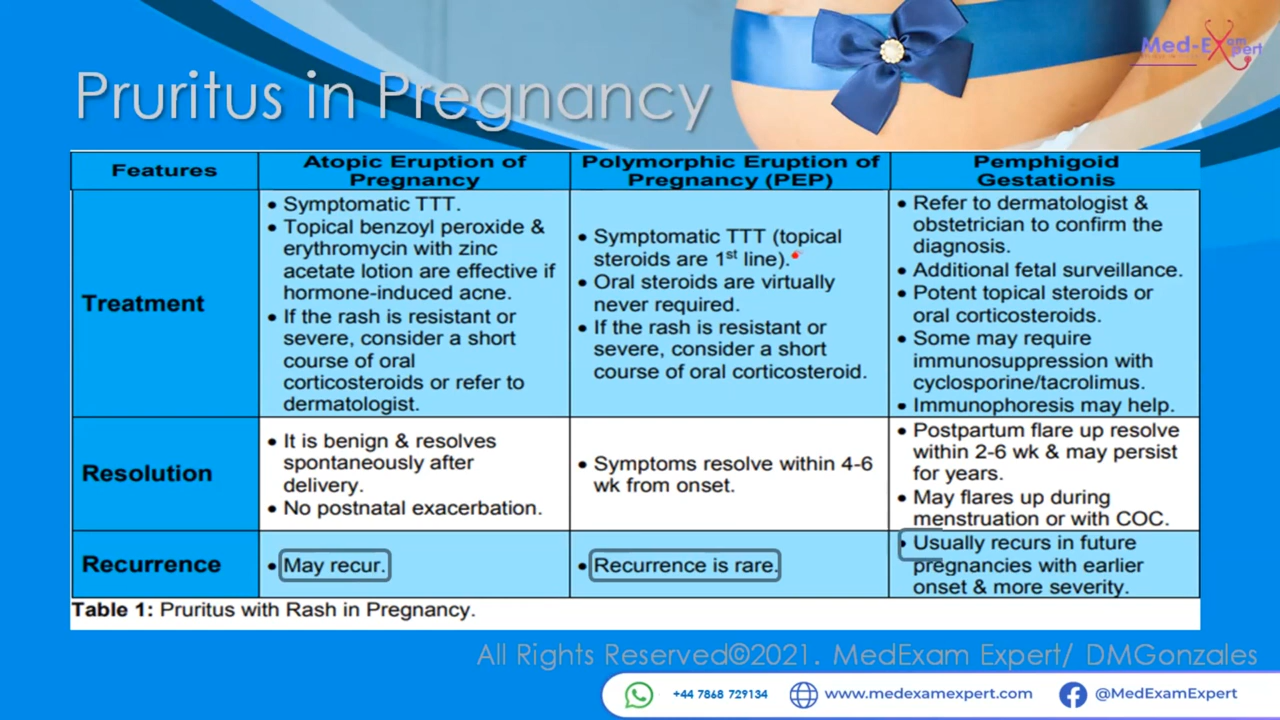 Med-Exam Expert
Pruritus in Pregnancy
Features
Atopic Eruption of
Pregnancy
Polymorphic Eruption of
Pregnancy (PEP)
Pemphigoid
Gestationis
Treatment
• Symptomatic TTT.
• Topical benzoyl peroxide &
erythromycin with zinc
acetate lotion are effective if
hormone-induced acne.
• If the rash is resistant or
severe, consider a short
course of oral
corticosteroids or refer to
dermatologist.
• Symptomatic TTT (topical
steroids are 1st line).
• Oral steroids are virtually
never required.
• If the rash is resistant or
severe, consider a short
course of oral corticosteroid.
• Refer to dermatologist &
obstetrician to confirm the
diagnosis.
• Additional fetal surveillance.
• Potent topical steroids or
oral corticosteroids.
• Some may require
immunosuppression with
cyclosporine/tacrolimus.
• Immunophoresis may help.
Resolution
• It is benign & resolves
spontaneously after
delivery.
• No postnatal exacerbation.
• Symptoms resolve within 4-6
wk from onset.
• Postpartum flare up resolve
within 2-6 wk & may persist
for years.
• May flares up during
menstruation or with COC.
Recurrence
• May recur.
• Recurrence is rare.
• Usually recurs in future
pregnancies with earlier
onset & more severity.
Table 1: Pruritus with Rash in Pregnancy.
All Rights Reserved©2021. MedExam Expert/ DMGonzales
+44 7868 729134
www.medexamexpert.com
@MedExamExpert